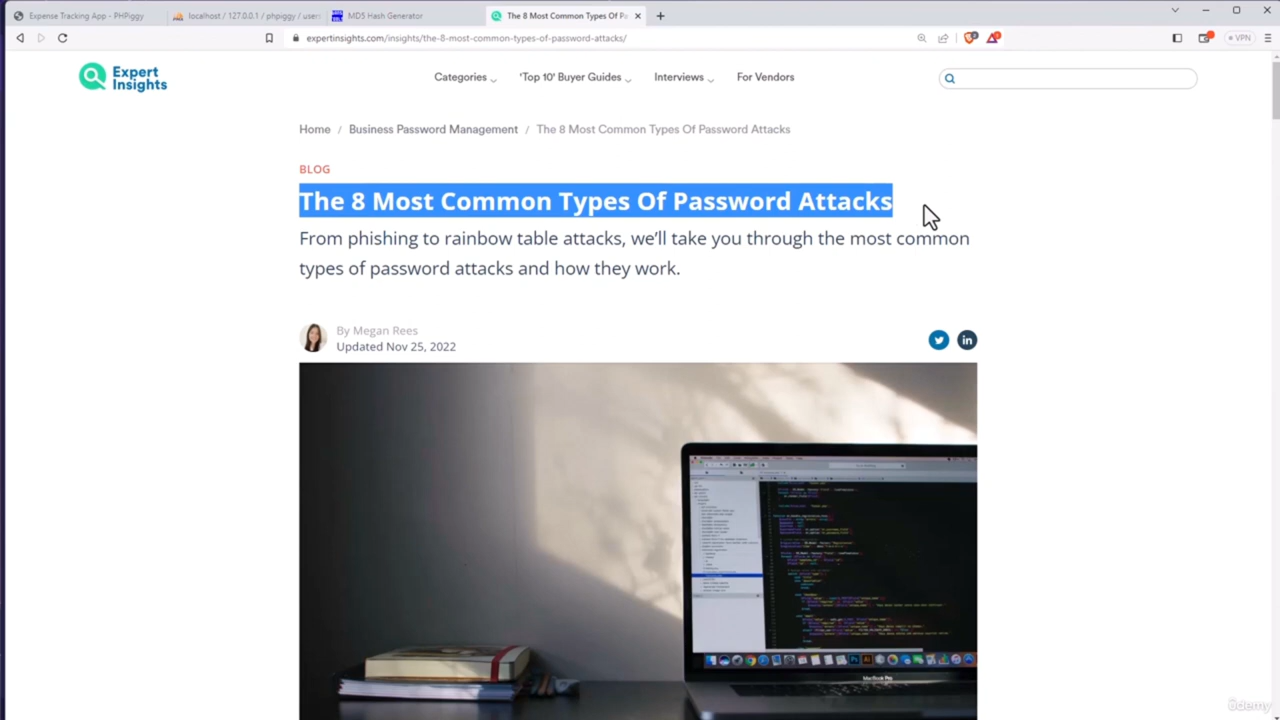 Expense Tracking App - PHPiggy
localhost / 127.0.0.1 / phpiggy / users
MD5 Hash Generator
The 8 Most Common Types Of Pa
expertinsights.com/insights/the-8-most-common-types-of-password-attacks/
VPN
Expert
Insights
Categories
'Top 10' Buyer Guides
Interviews
For Vendors
Home / Business Password Management / The 8 Most Common Types Of Password Attacks
BLOG
The 8 Most Common Types Of Password Attacks
From phishing to rainbow table attacks, we'll take you through the most common
types of password attacks and how they work.
By Megan Rees
Updated Nov 25, 2022
MacBook Pro
ûdemy